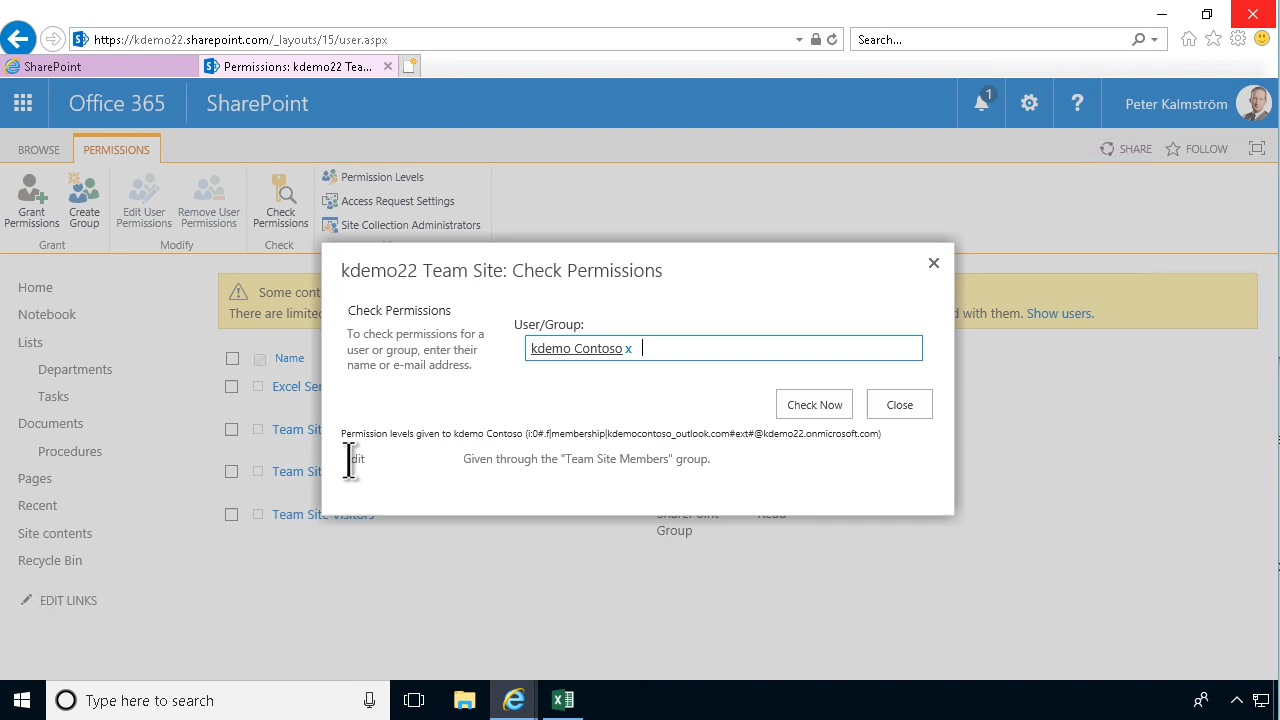 https://kdemo22.sharepoint.com/_layouts/15/user.aspx
Search...
SharePoint
Permissions: kdemo22 Tea...
Office 365
SharePoint
1
?
Peter Kalmström
BROWSE
PERMISSIONS
SHARE
FOLLOW
Grant Permissions
Create Group
Edit User Permissions
Remove User Permissions
Check Permissions
Permission Levels
Access Request Settings
Site Collection Administrators
Grant
Modify
Check
kdemo22 Team Site: Check Permissions
Check Permissions
To check permissions for a
user or group, enter their
name or e-mail address.
User/Group:
kdemo Contoso x
Check Now
Close
Permission levels given to kdemo Contoso (i:0#.f|membership|kdemocontoso_outlook.com#ext#@kdemo22.onmicrosoft.com)
Given through the "Team Site Members" group.
Home
Notebook
Lists
Departments
Tasks
Documents
Procedures
Pages
Recent
Site contents
Recycle Bin
EDIT LINKS
Some cont
There are limited
d with them. Show users.
Name
Excel Ser
Team Sit
Team Sit
Team Site Visitors
SharePoint
Group
Read
Type here to search